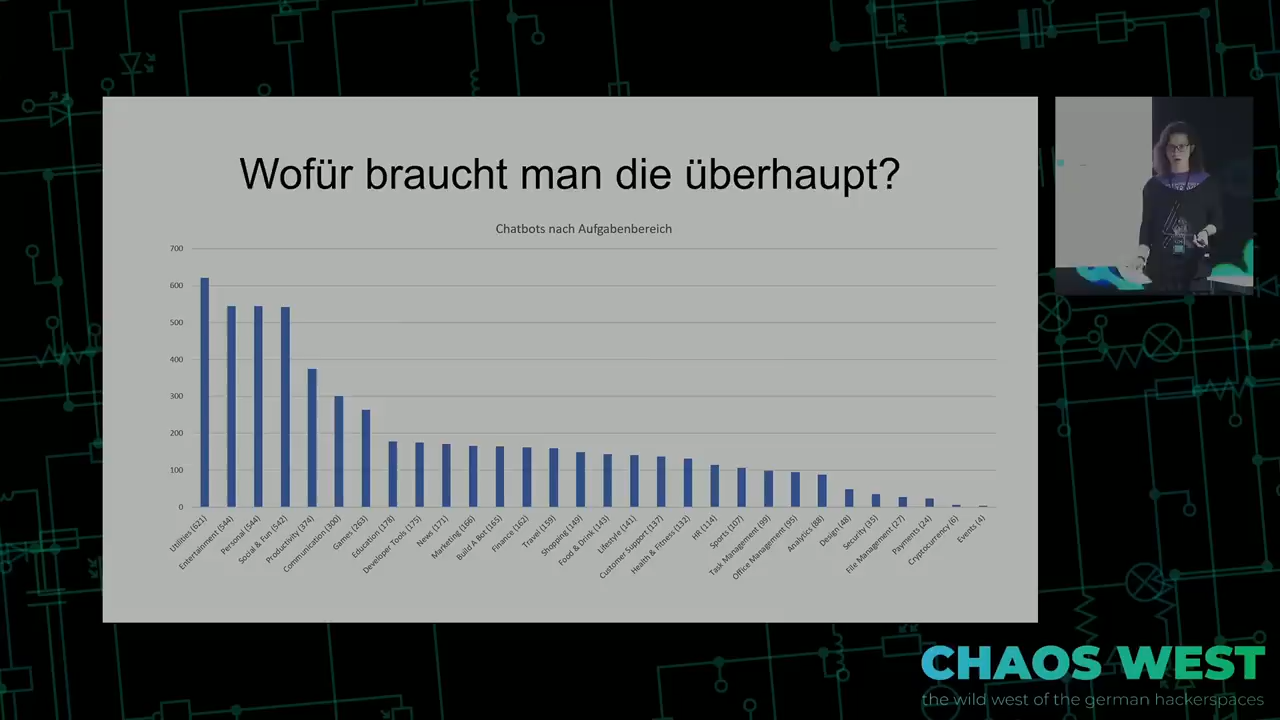 Wofür braucht man die überhaupt?
Chatbots nach Aufgabenbereich
700
600
500
400
300
200
100
0
Utilities (621)
Entertainment (544)
Personal (544)
Social & Fun (542)
Productivity (374)
Communication (300)
Games (263)
Education (178)
Developer Tools (175)
News (171)
Marketing (166)
Build A Bot (165)
Finance (162)
Travel (159)
Shopping (149)
Food & Drink (143)
Lifestyle (141)
Customer Support (137)
Health & Fitness (132)
HR (114)
Sports (107)
Task Management (99)
Office Management (95)
Analytics (88)
Design (48)
Security (35)
File Management (27)
Payments (24)
Cryptocurrency (6)
Events (4)
CHAOS WEST
the wild west of the german hackerspaces